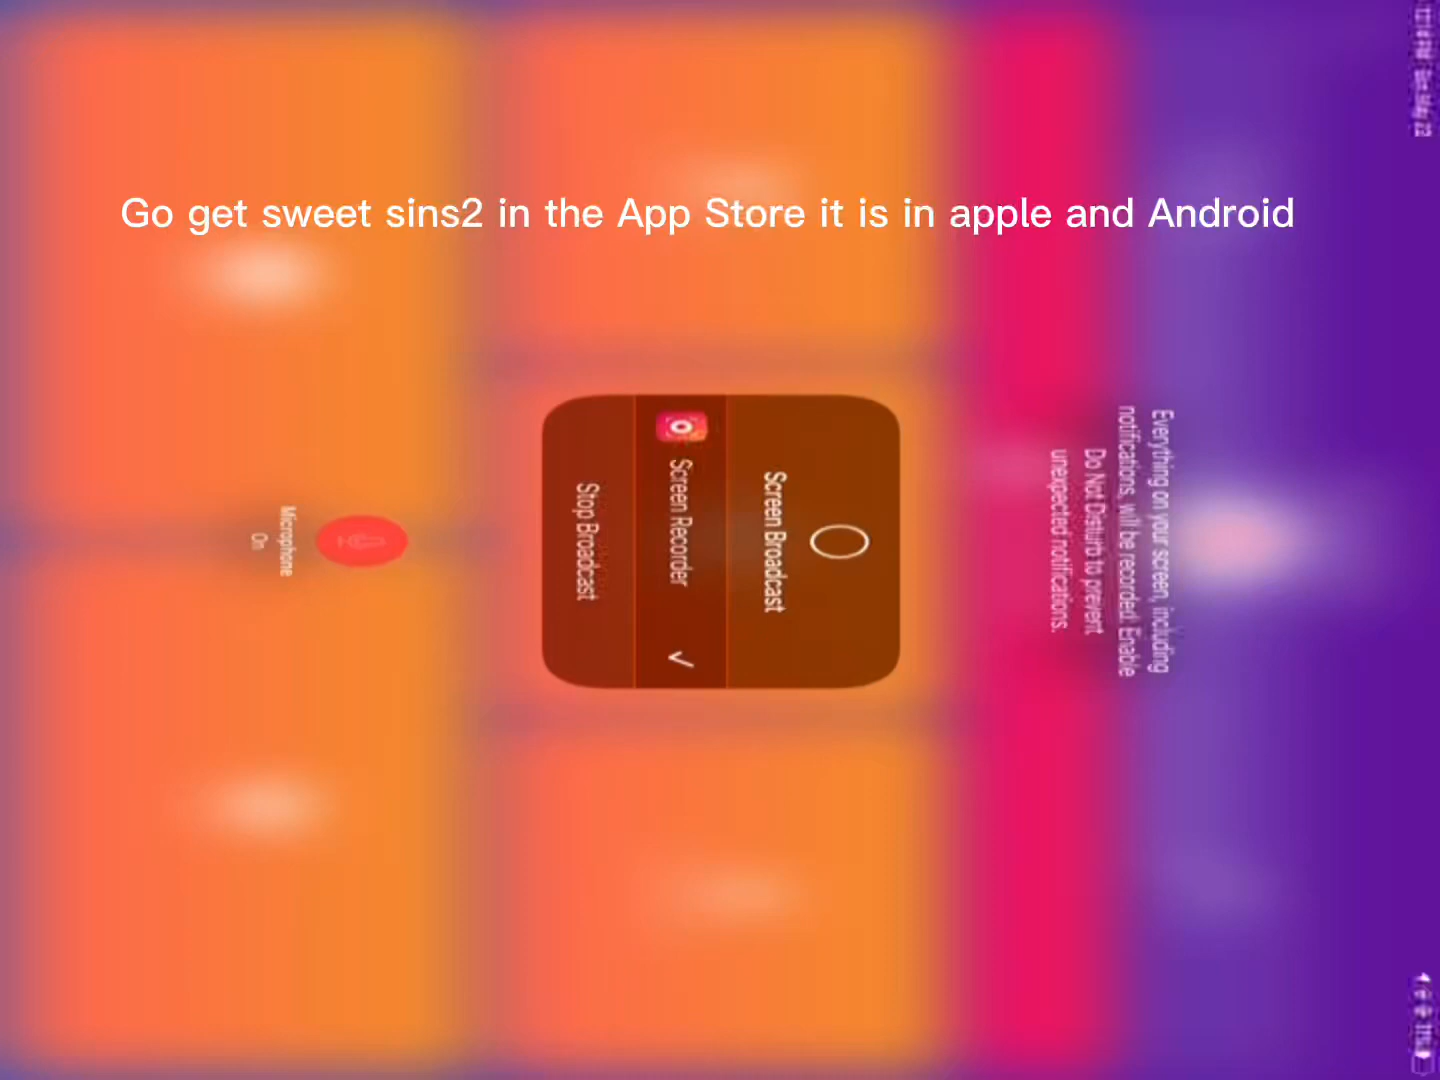 Go get sweet sins2 in the App Store it is in apple and Android
Everything on your screen, including
notifications, will be recorded. Enable
Do Not Disturb to prevent
unexpected notifications.
Screen Broadcast
Screen Recorder
Stop Broadcast
Microphone
On